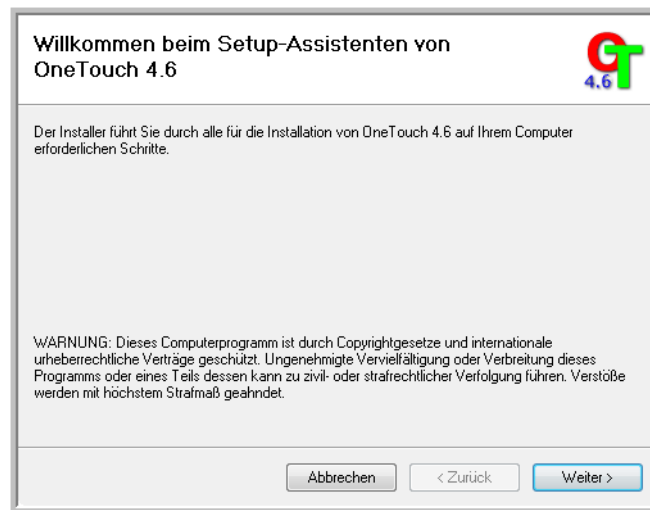 Willkommen beim Setup-Assistenten von
OneTouch 4.6
OT
4.6
Der Installer führt Sie durch alle für die Installation von OneTouch 4.6 auf Ihrem Computer
erforderlichen Schritte.
WARNUNG: Dieses Computerprogramm ist durch Copyrightgesetze und internationale
urheberrechtliche Verträge geschützt. Ungenehmigte Vervielfältigung oder Verbreitung dieses
Programms oder eines Teils dessen kann zu zivil- oder strafrechtlicher Verfolgung führen. Verstöße
werden mit höchstem Strafmaß geahndet.
Abbrechen < Zurück Weiter >